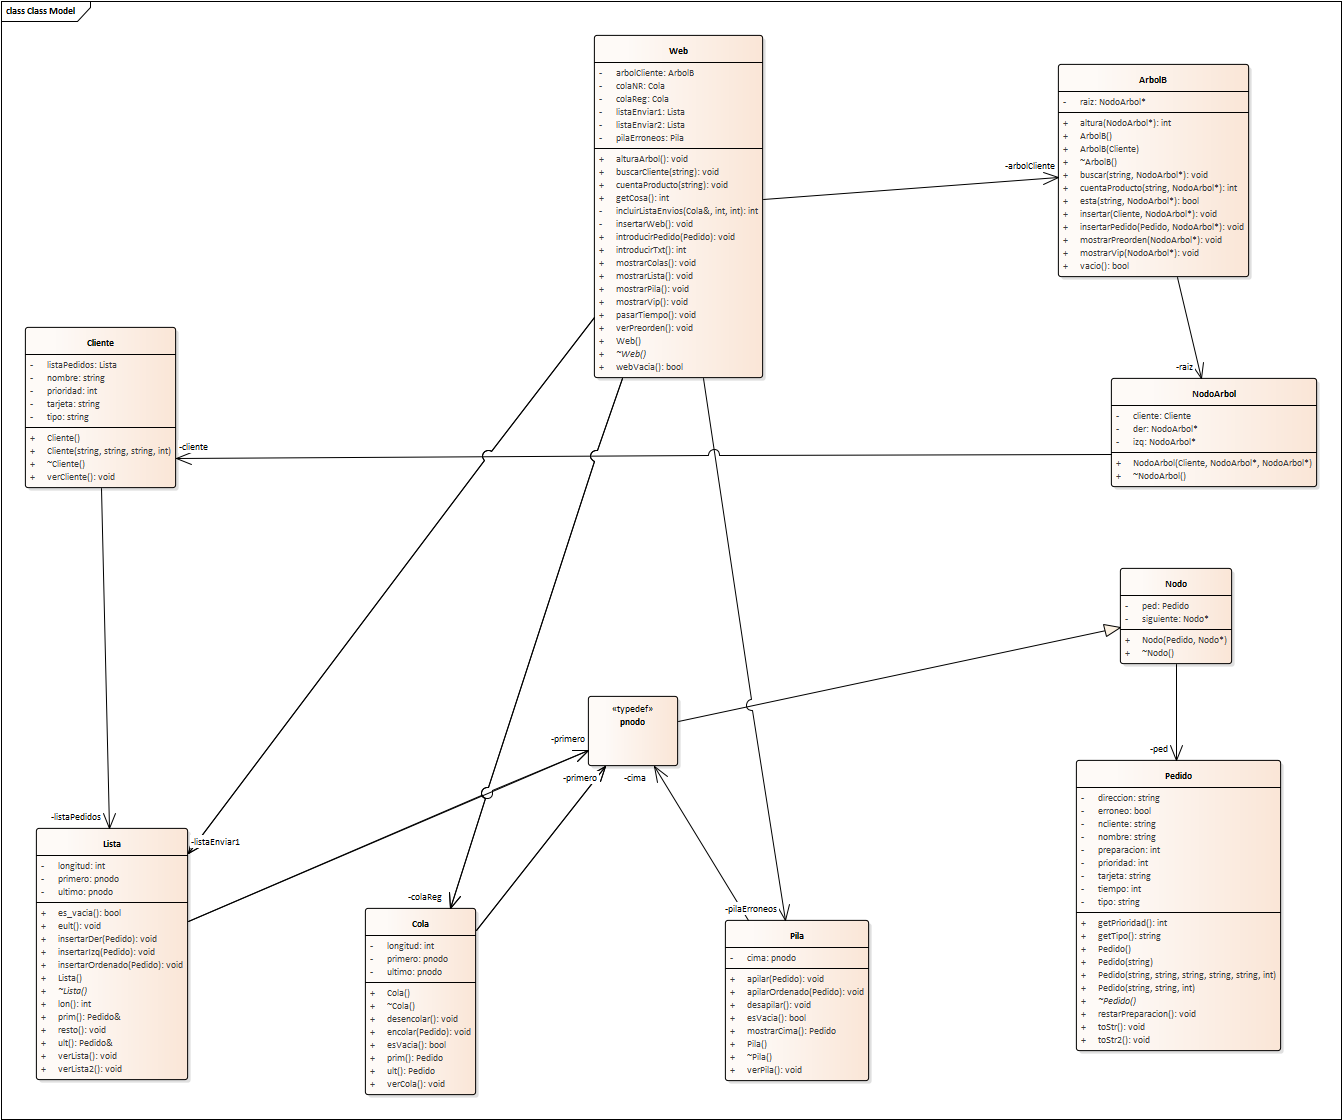 class Class Model
Web
- arbolCliente: ArbolB
- colaNR: Cola
- colaReg: Cola
- listaEnviar1: Lista
- listaEnviar2: Lista
- pilaErroneos: Pila
+ alturaArbol(): void
+ buscarCliente(string): void
+ cuentaProducto(string): void
+ getCosa(): int
- incluirListaEnvios(Cola&, int, int): int
- insertarWeb(): void
+ introducirPedido(Pedido): void
+ introducirTxt(): int
+ mostrarColas(): void
+ mostrarLista(): void
+ mostrarPila(): void
+ mostrarVip(): void
+ pasarTiempo(): void
+ verPreorden(): void
+ Web()
+ ~Web()
+ webVacia(): bool
ArbolB
- raiz: NodoArbol*
+ altura(NodoArbol*): int
+ ArbolB()
+ ArbolB(Cliente)
+ ~ArbolB()
+ buscar(string, NodoArbol*): void
+ cuentaProducto(string, NodoArbol*): int
+ esta(string, NodoArbol*): bool
+ insertar(Cliente, NodoArbol*): void
+ insertarPedido(Pedido, NodoArbol*): void
+ mostrarPreorden(NodoArbol*): void
+ mostrarVip(NodoArbol*): void
+ vacio(): bool
-arbolCliente
-raiz
Cliente
- listaPedidos: Lista
- nombre: string
- prioridad: int
- tarjeta: string
- tipo: string
+ Cliente()
+ Cliente(string, string, string, int)
+ ~Cliente()
+ verCliente(): void
-cliente
NodoArbol
- cliente: Cliente
- der: NodoArbol*
- izq: NodoArbol*
+ NodoArbol(Cliente, NodoArbol*, NodoArbol*)
+ ~NodoArbol()
Nodo
- ped: Pedido
- siguiente: Nodo*
+ Nodo(Pedido, Nodo*)
+ ~Nodo()
«typedef»
pnodo
-primero
-primero
-cima
-ped
Pedido
- direccion: string
- erroneo: bool
- ncliente: string
- nombre: string
- preparacion: int
- prioridad: int
- tarjeta: string
- tiempo: int
- tipo: string
+ getPrioridad(): int
+ getTipo(): string
+ Pedido()
+ Pedido(string)
+ Pedido(string, string, string, string, string, int)
+ Pedido(string, string, int)
+ ~Pedido()
+ restarPreparacion(): void
+ toStr(): void
+ toStr2(): void
-listaPedidos
-listaEnviar1
Lista
- longitud: int
- primero: pnodo
- ultimo: pnodo
+ es_vacia(): bool
+ eult(): void
+ insertarDer(Pedido): void
+ insertarIzq(Pedido): void
+ insertarOrdenado(Pedido): void
+ Lista()
+ ~Lista()
+ lon(): int
+ prim(): Pedido&
+ resto(): void
+ ult(): Pedido&
+ verLista(): void
+ verLista2(): void
-colaReg
Cola
- longitud: int
- primero: pnodo
- ultimo: pnodo
+ Cola()
+ ~Cola()
+ desencolar(): void
+ encolar(Pedido): void
+ esVacia(): bool
+ prim(): Pedido
+ ult(): Pedido
+ verCola(): void
-pilaErroneos
Pila
- cima: pnodo
+ apilar(Pedido): void
+ apilarOrdenado(Pedido): void
+ desapilar(): void
+ esVacia(): bool
+ mostrarCima(): Pedido
+ Pila()
+ ~Pila()
+ verPila(): void